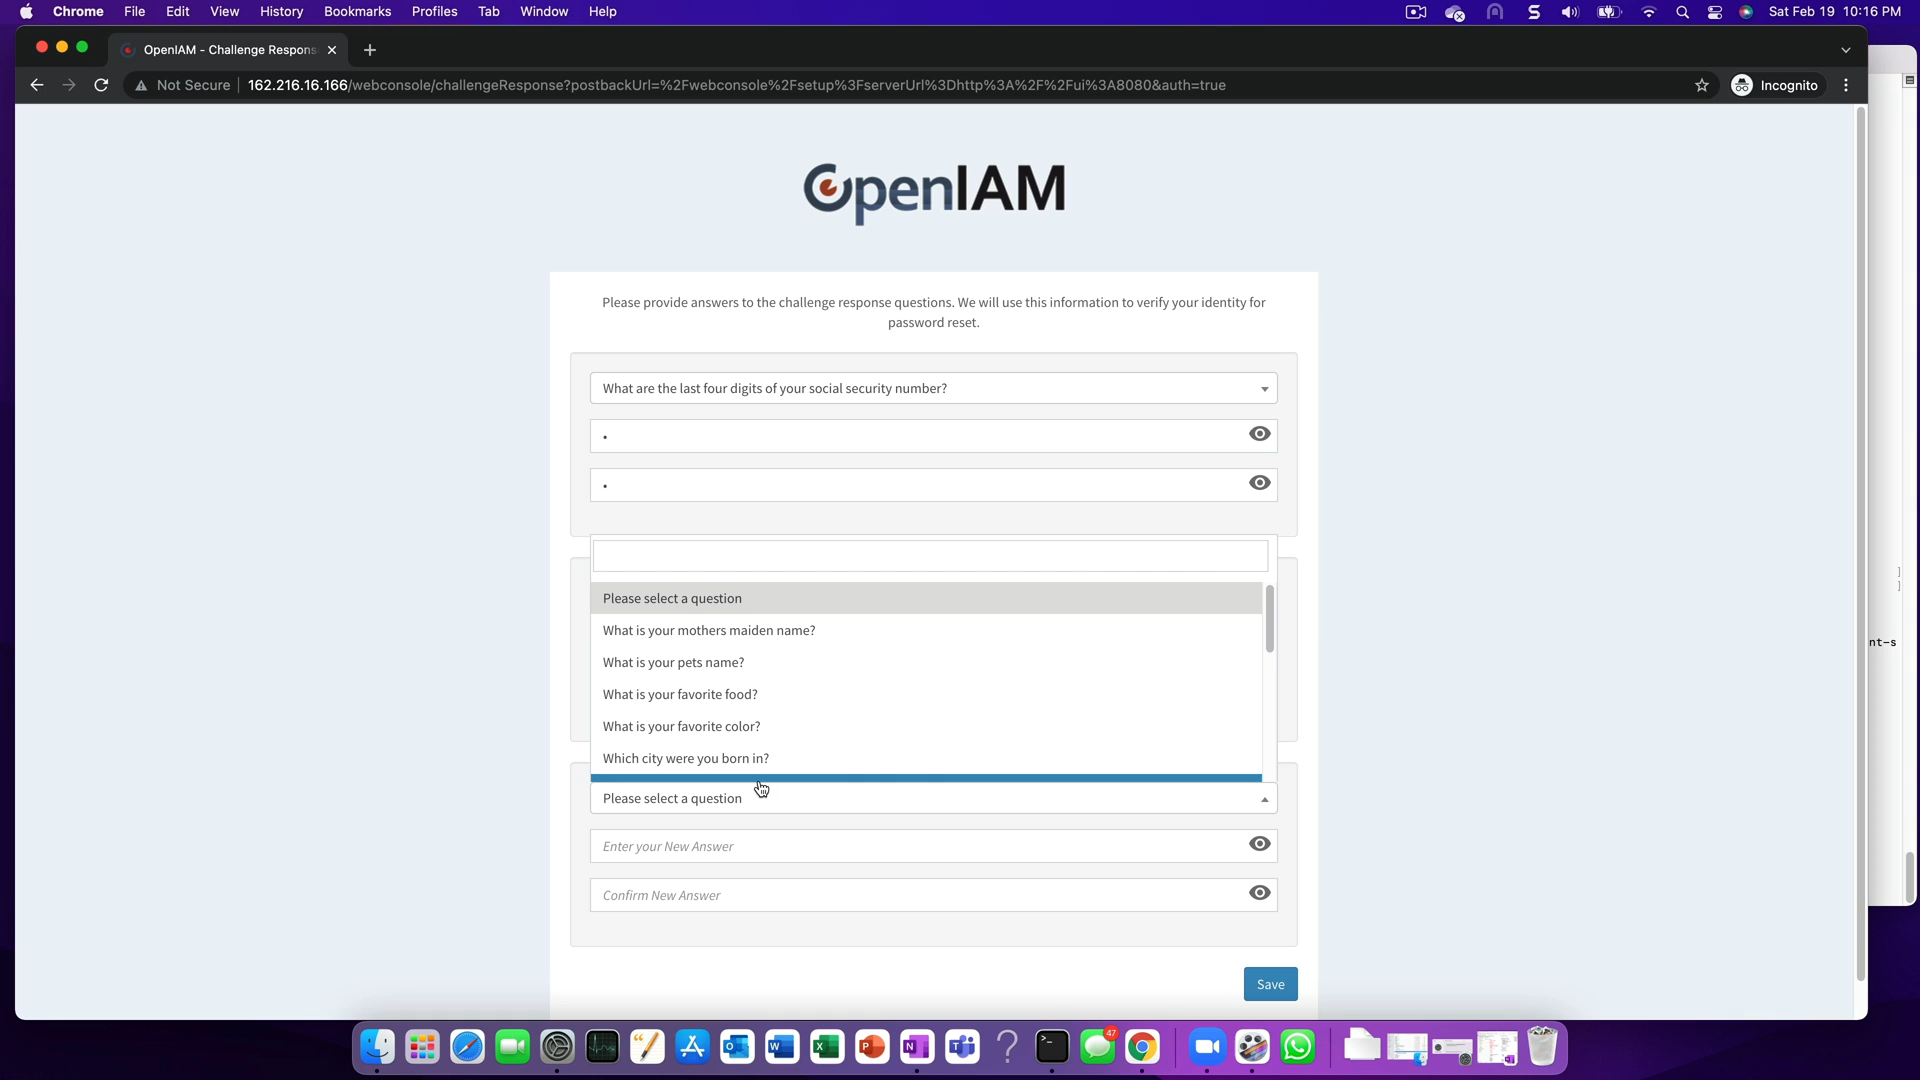 Chrome File Edit View History Bookmarks Profiles Tab Window Help Sat Feb 19 10:16 PM
OpenIAM - Challenge Respons
Not Secure 162.216.16.166/webconsole/challengeResponse?postbackUrl=%2Fwebconsole%2Fsetup%3FserverUrl%3Dhttp%3A%2F%2Fui%3A8080&auth=true Incognito
OpenIAM
Please provide answers to the challenge response questions. We will use this information to verify your identity for
password reset.
What are the last four digits of your social security number?
Please select a question
What is your mothers maiden name?
nt-s
What is your pets name?
What is your favorite food?
What is your favorite color?
Which city were you born in?
Please select a question
Enter your New Answer
Confirm New Answer
Save
47